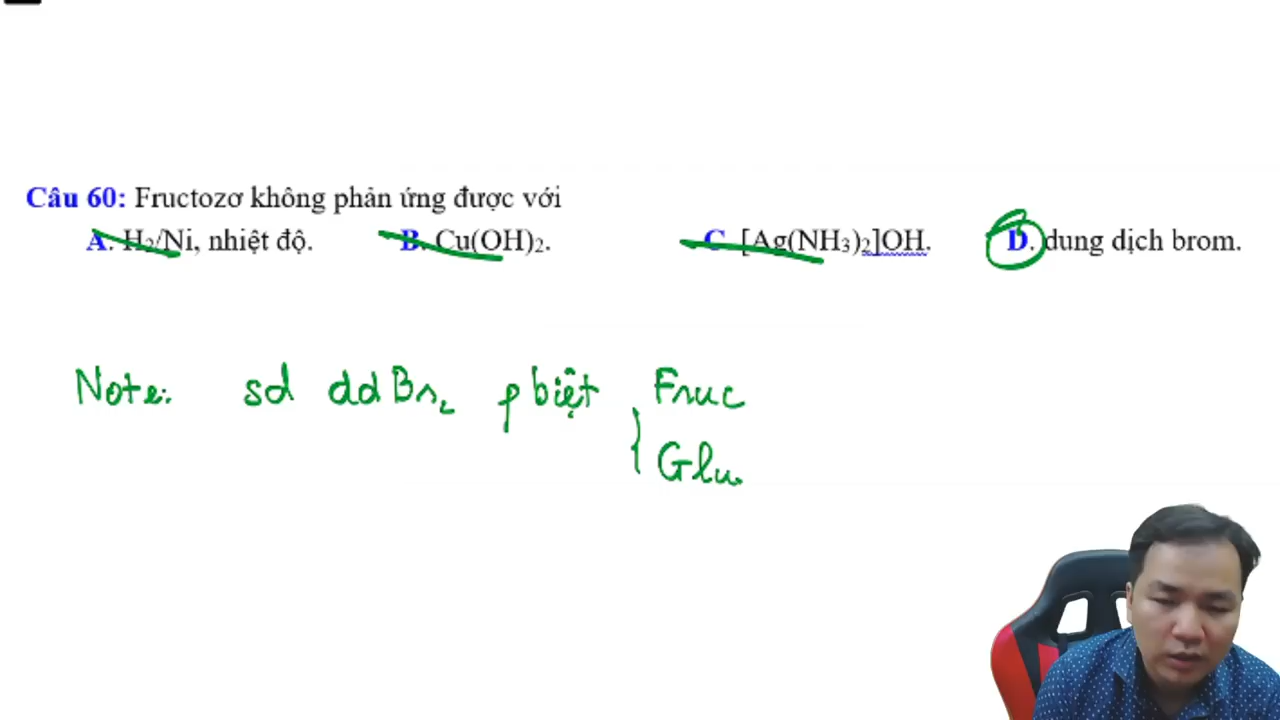 Câu 60: Fructozơ không phản ứng được với
A. H₂/Ni, nhiệt độ. B. Cu(OH)₂. C. [Ag(NH₃)₂]OH. D. dung dịch brom.
Note: sd ddBr₂ p biệt Fruc
Glu